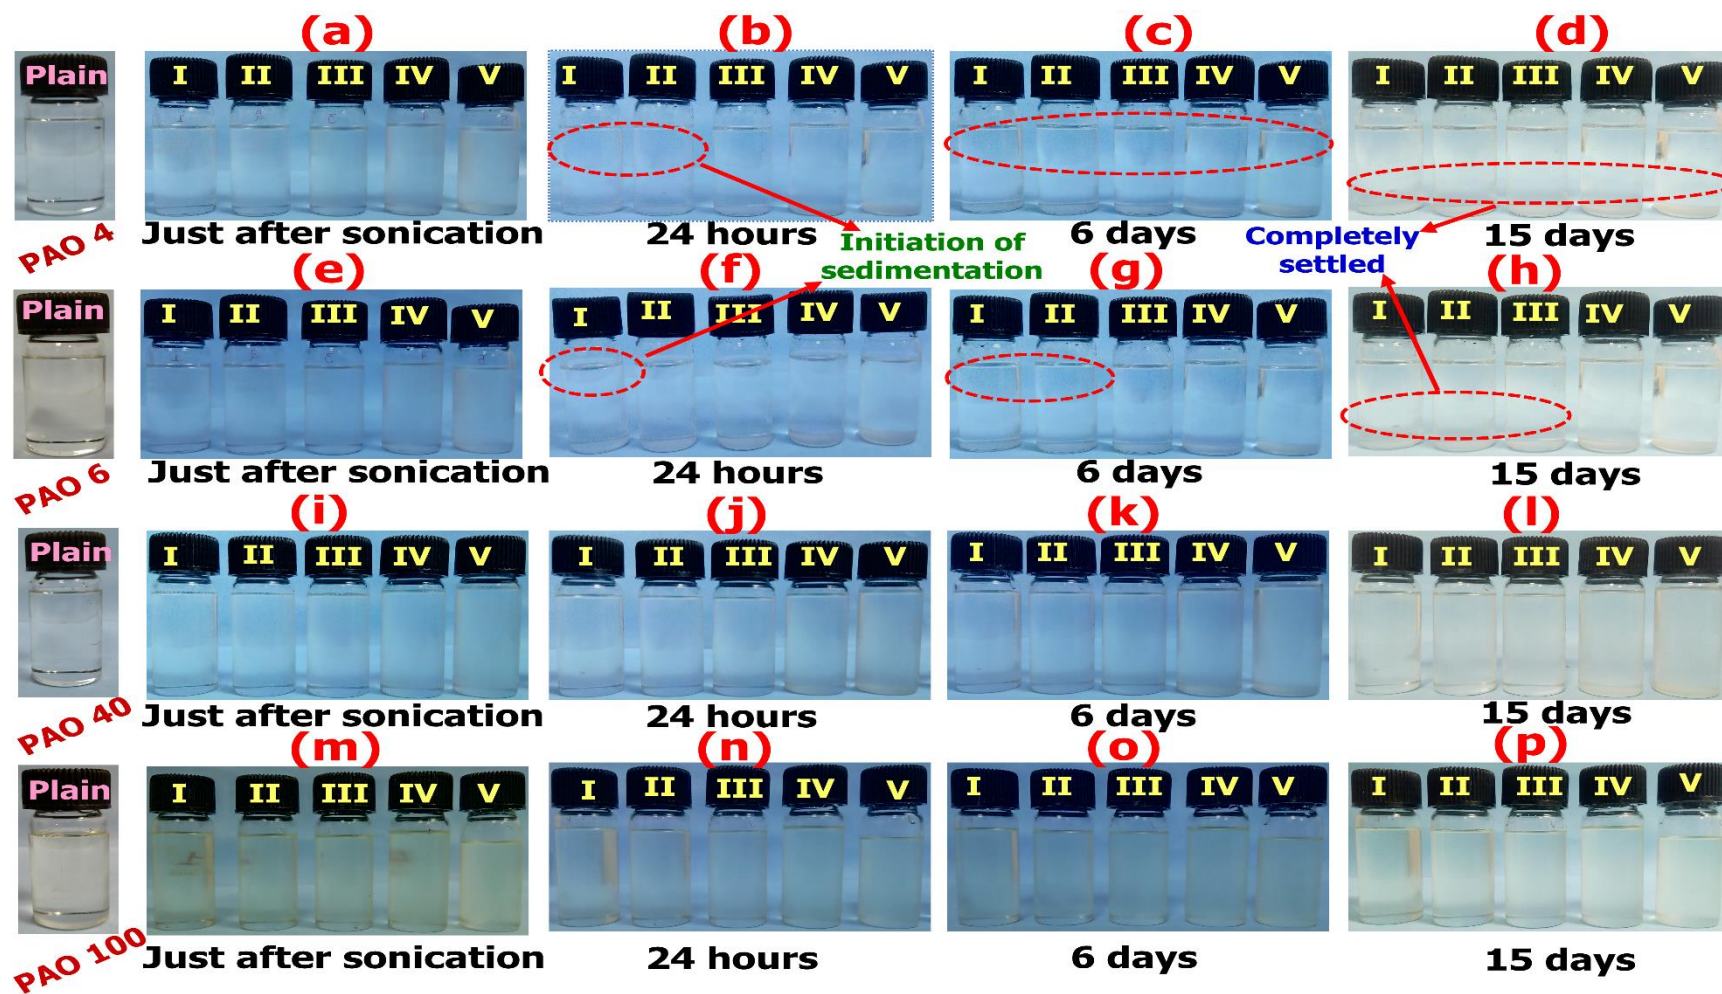 (a) (b) (c) (d)
Plain I II III IV V I II III IV V I II III IV V I II III IV V
PAO 4
Just after sonication 24 hours 6 days 15 days
Initiation of
sedimentation
Completely
settled
(e) (f) (g) (h)
Plain I II III IV V I II III IV V I II III IV V I II III IV V
PAO 6
Just after sonication 24 hours 6 days 15 days
(i) (j) (k) (l)
Plain I II III IV V I II III IV V I II III IV V I II III IV V
PAO 40
Just after sonication 24 hours 6 days 15 days
(m) (n) (o) (p)
Plain I II III IV V I II III IV V I II III IV V I II III IV V
PAO 100
Just after sonication 24 hours 6 days 15 days